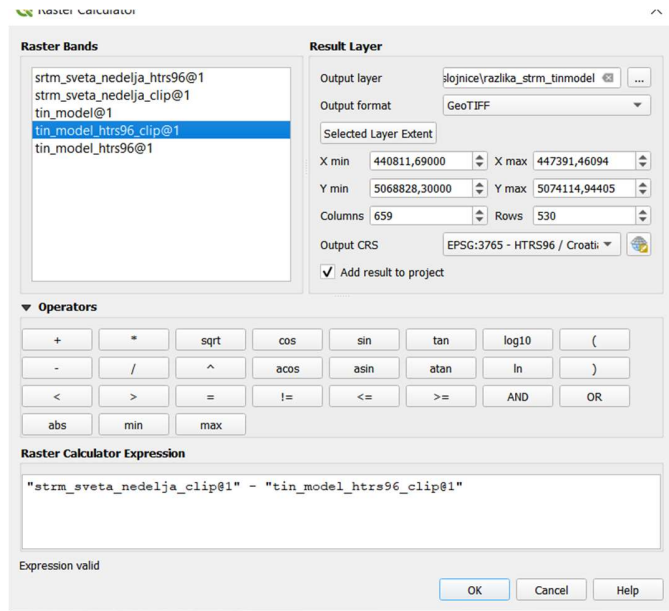 Raster Calculator
Raster Bands
srtm_sveta_nedelja_htrs96@1
strm_sveta_nedelja_clip@1
tin_model@1
tin_model_htrs96_clip@1
tin_model_htrs96@1
Result Layer
Output layer slojnice\razlika_strm_tinmodel ...
Output format GeoTIFF
Selected Layer Extent
X min 440811,69000 X max 447391,46094
Y min 5068828,30000 Y max 5074114,94405
Columns 659 Rows 530
Output CRS EPSG:3765 - HTRS96 / Croati
✓ Add result to project
Operators
+ * sqrt cos sin tan log10 (
- / ^ acos asin atan ln )
< > = != <= >= AND OR
abs min max
Raster Calculator Expression
"strm_sveta_nedelja_clip@1" - "tin_model_htrs96_clip@1"
Expression valid
OK Cancel Help